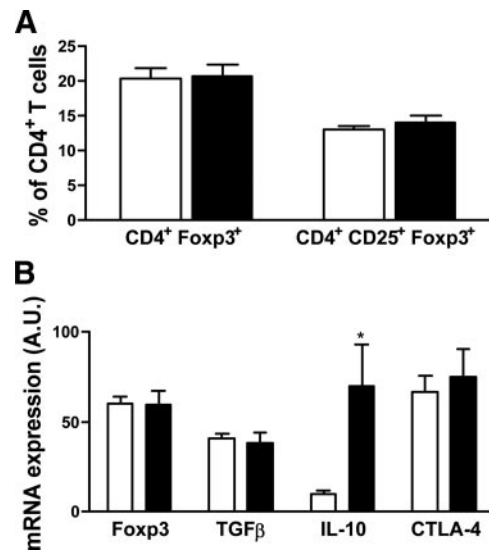 A
% of CD4⁺ T cells
25
20
15
10
5
0
CD4⁺ Foxp3⁺
CD4⁺ CD25⁺ Foxp3⁺
B
mRNA expression (A.U.)
100
50
0
*
Foxp3
TGFβ
IL-10
CTLA-4